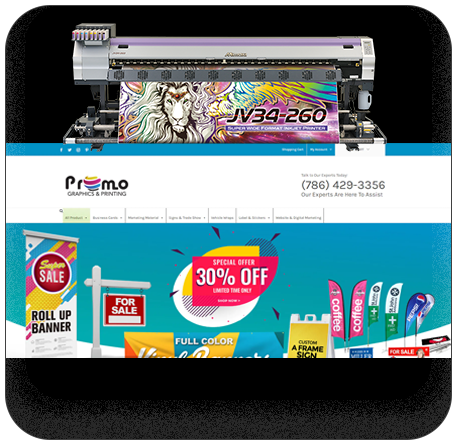 JV34-260
SUPER WIDE FORMAT INKJET PRINTER
Shopping Cart
My Account
Promo
GRAPHICS & PRINTING
Talk to Our Experts Today
(786) 429-3356
Our Experts Are Here To Assist
All Product
Business Cards
Marketing Material
Signs & Trade Show
Vehicle Wraps
Label & Stickers
Website & Digital Marketing
Super
SALE
ROLL UP
BANNER
FOR
SALE
SPECIAL OFFER
30% OFF
LIMITED TIME ONLY
SHOP NOW
FULL COLOR
Vinyl Banners
CUSTOM
A FRAME
SIGN
coffee
coffee
FOR SALE